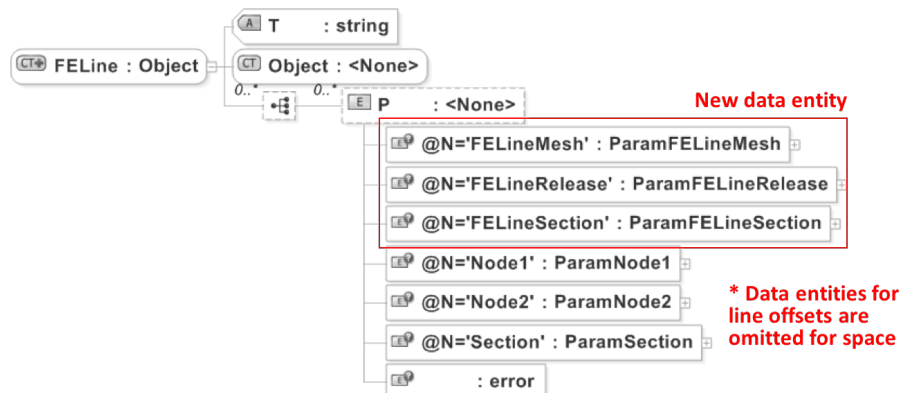 T : string
FELine : Object
Object : <None>
0..* 0..*
P : <None>
New data entity
@N='FELineMesh' : ParamFELineMesh
@N='FELineRelease' : ParamFELineRelease
@N='FELineSection' : ParamFELineSection
@N='Node1' : ParamNode1
@N='Node2' : ParamNode2
* Data entities for
line offsets are
omitted for space
@N='Section' : ParamSection
: error